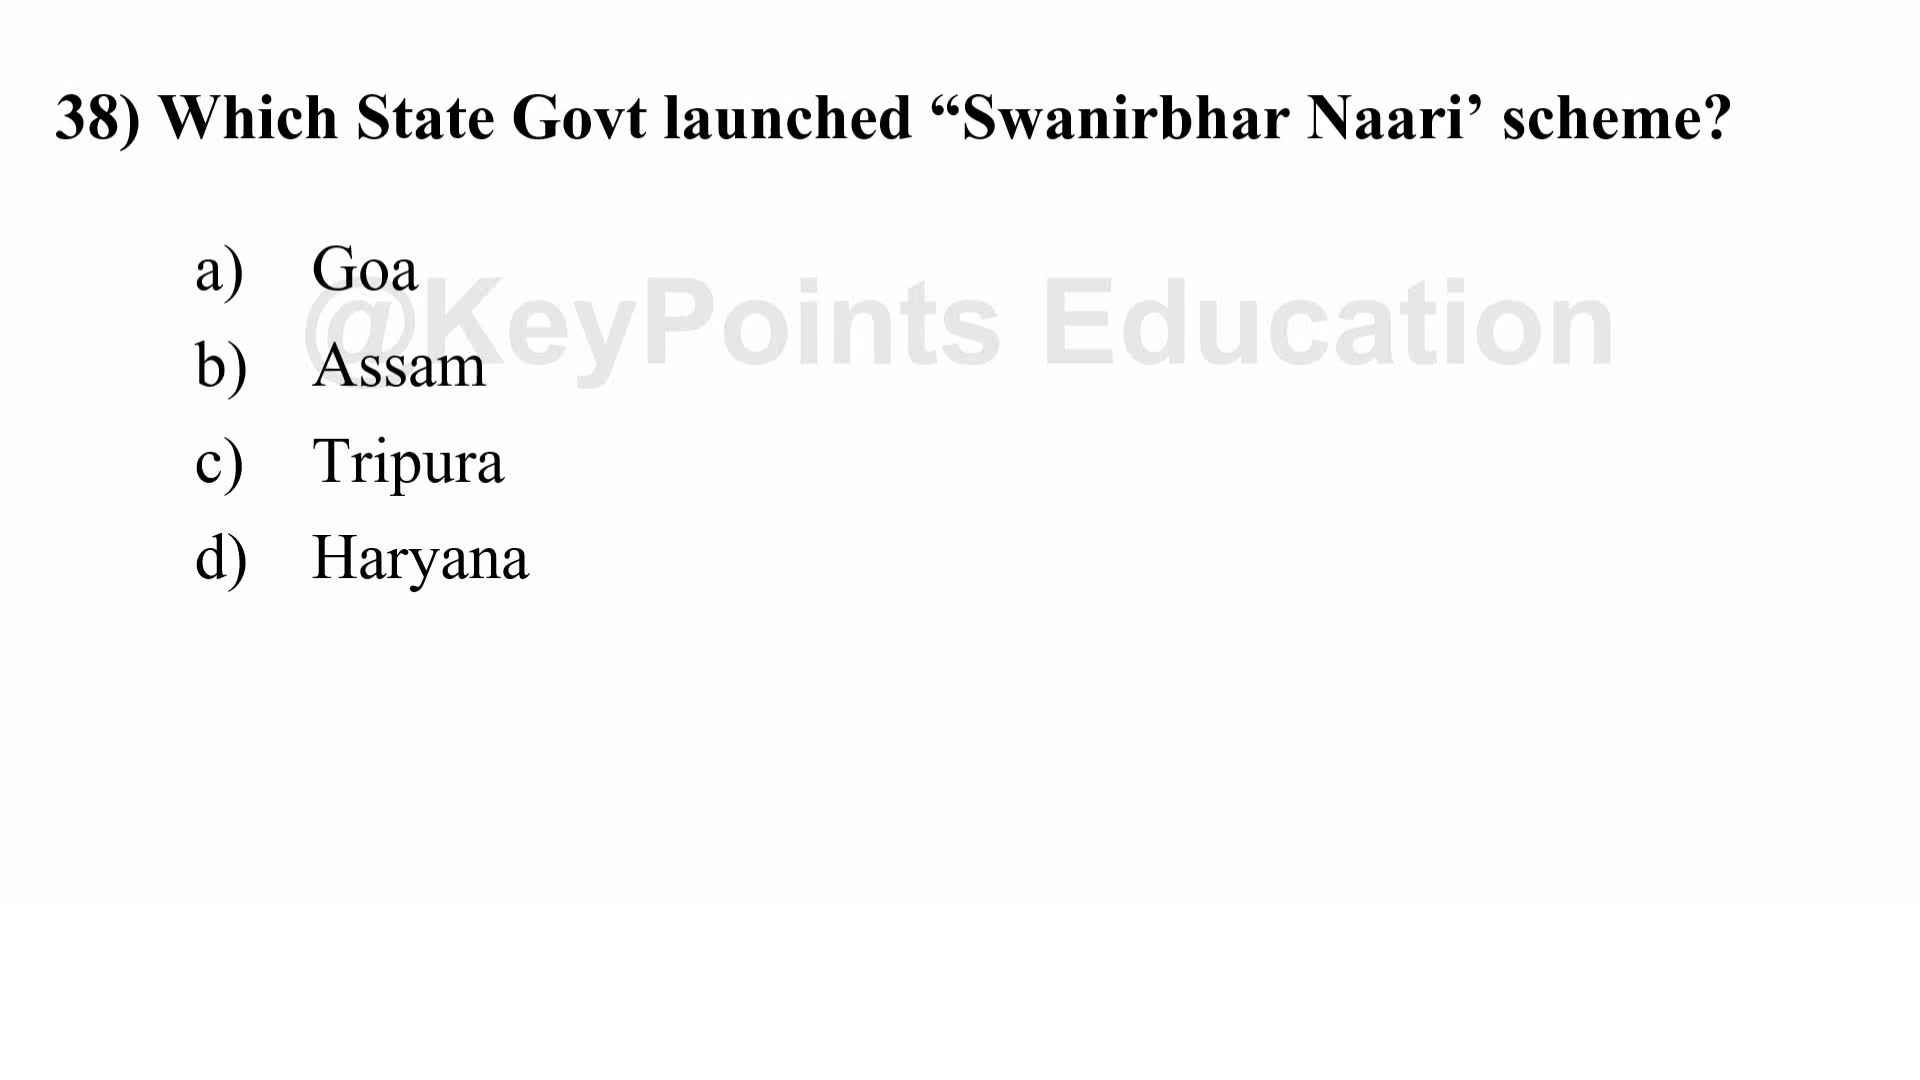 38) Which State Govt launched “Swanirbhar Naari’ scheme?
a) Goa
@KeyPoints Education
b) Assam
c) Tripura
d) Haryana